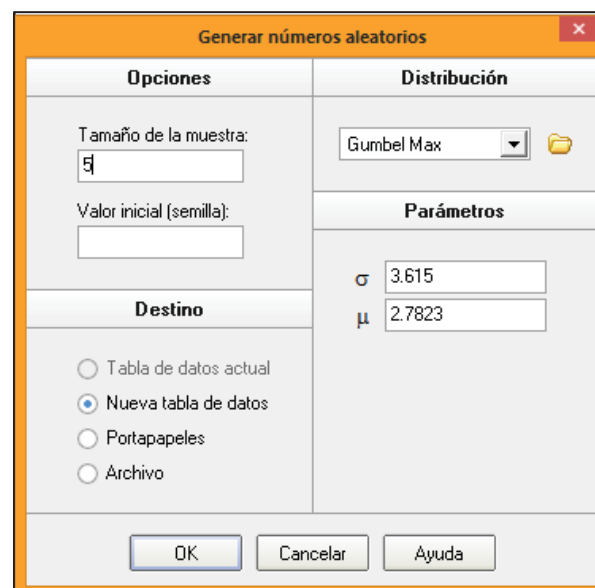 Generar números aleatorios
Opciones
Tamaño de la muestra:
5
Valor inicial (semilla):
Destino
Tabla de datos actual
Nueva tabla de datos
Portapapeles
Archivo
Distribución
Gumbel Max
Parámetros
σ 3.615
μ 2.7823
OK Cancelar Ayuda